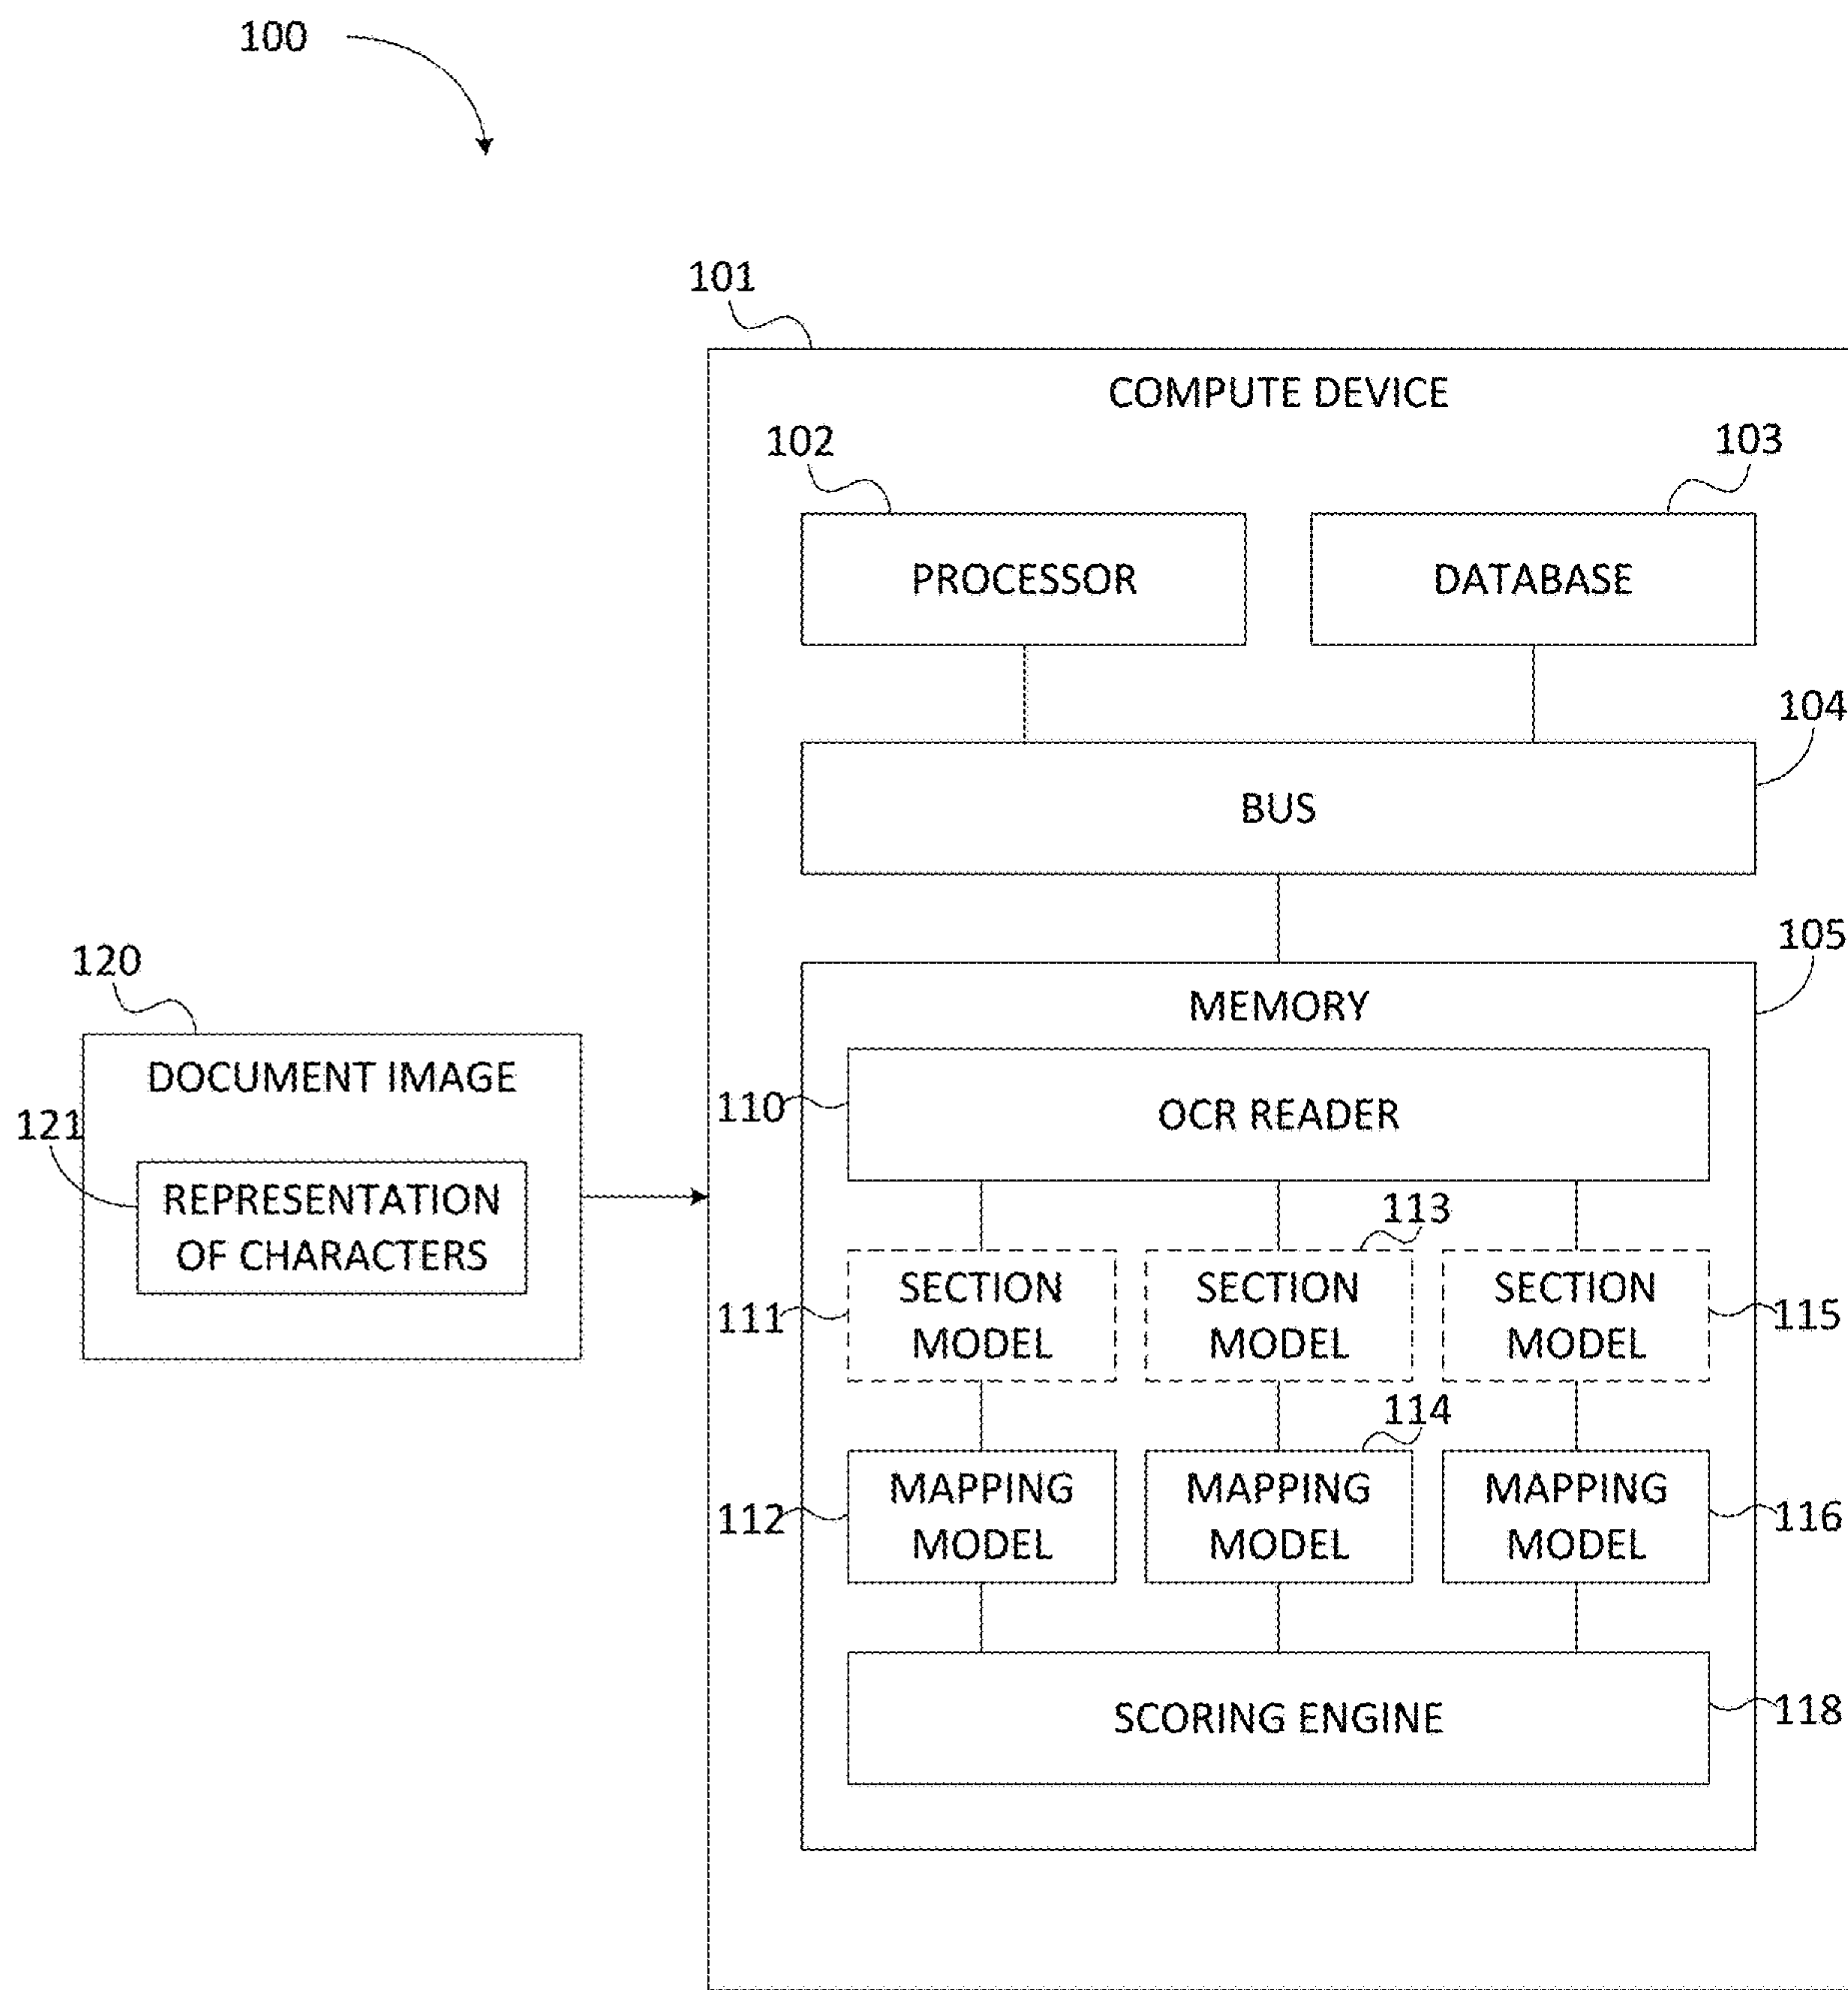 100
101
COMPUTE DEVICE
102
103
PROCESSOR
DATABASE
104
BUS
105
MEMORY
120
DOCUMENT IMAGE
121
REPRESENTATION
OF CHARACTERS
110
OCR READER
113
111
SECTION
MODEL
SECTION
MODEL
SECTION
MODEL
115
114
112
MAPPING
MODEL
MAPPING
MODEL
MAPPING
MODEL
116
SCORING ENGINE
118